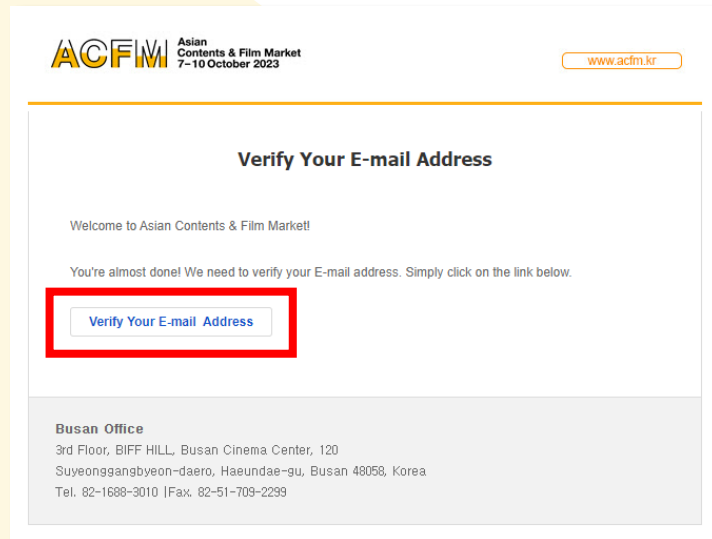 ACFM
Asian
Contents & Film Market
7-10 October 2023
www.acfm.kr
Verify Your E-mail Address
Welcome to Asian Contents & Film Market!
You're almost done! We need to verify your E-mail address. Simply click on the link below.
Verify Your E-mail Address
Busan Office
3rd Floor, BIFF HILL, Busan Cinema Center, 120
Suyeonggangbyeon-daero, Haeundae-gu, Busan 48058, Korea
Tel. 82-1688-3010 |Fax. 82-51-709-2299